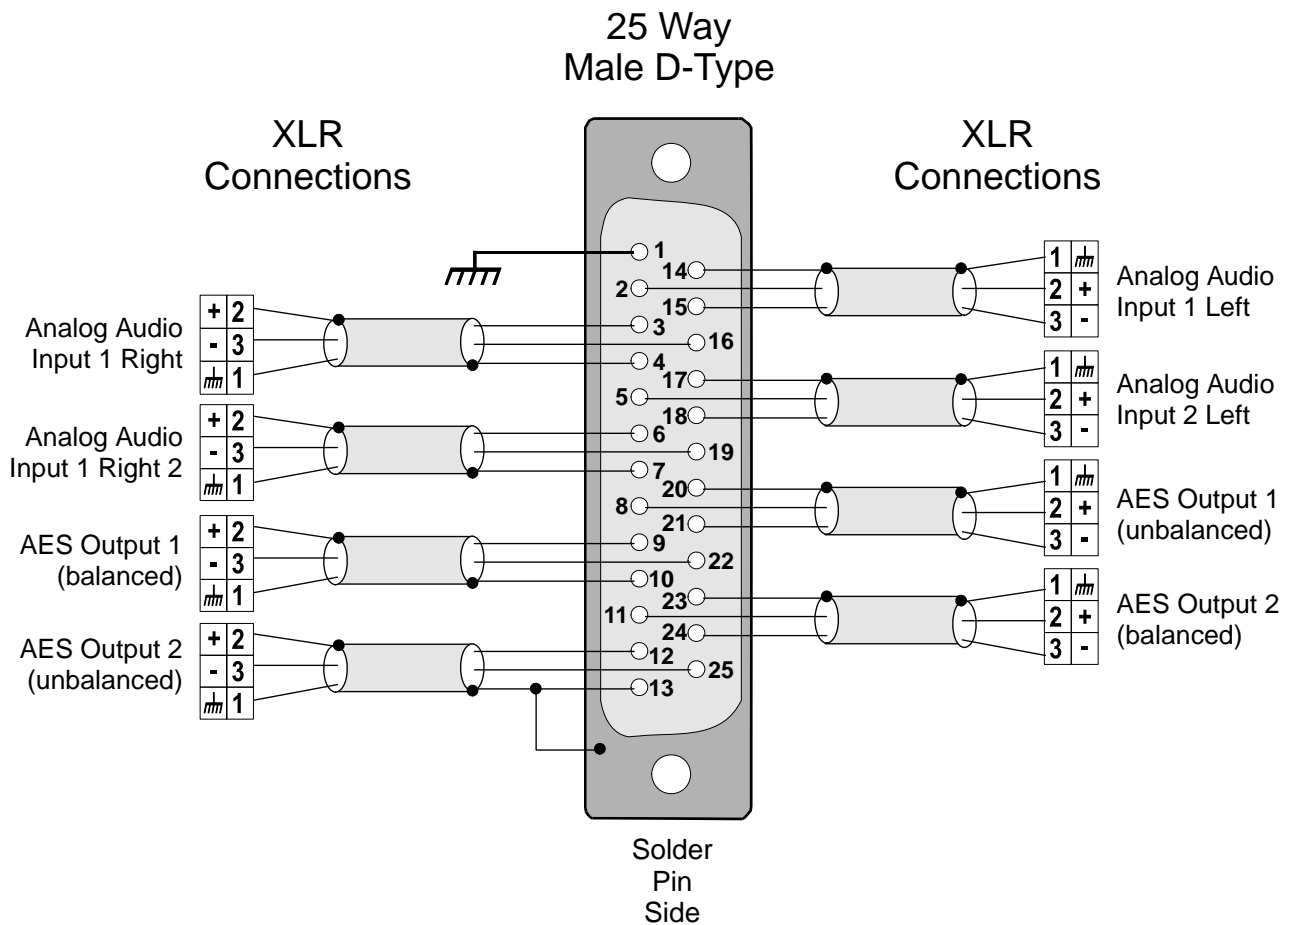 25 Way
Male D-Type
XLR
Connections
XLR
Connections
Analog Audio
Input 1 Right
+ 2
- 3
1
Analog Audio
Input 1 Right 2
+ 2
- 3
1
AES Output 1
(balanced)
+ 2
- 3
1
AES Output 2
(unbalanced)
+ 2
- 3
1
1
14
2
15
3
16
4
17
5
18
6
19
7
20
8
21
9
22
10
23
11
24
12
25
13
1
2 +
3 -
Analog Audio
Input 1 Left
1
2 +
3 -
Analog Audio
Input 2 Left
1
2 +
3 -
AES Output 1
(unbalanced)
1
2 +
3 -
AES Output 2
(balanced)
Solder
Pin
Side